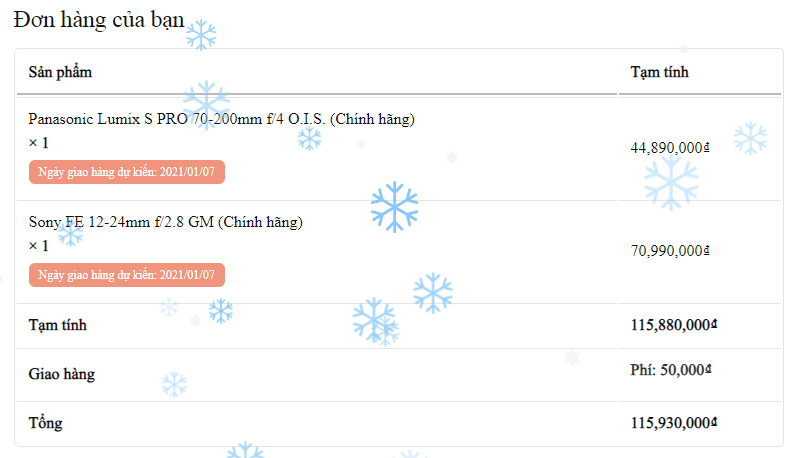 Đơn hàng của bạn
Sản phẩm Tạm tính
Panasonic Lumix S PRO 70-200mm f/4 O.I.S. (Chính hãng)
× 1
44,890,000₫
Ngày giao hàng dự kiến: 2021/01/07
Sony FE 12-24mm f/2.8 GM (Chính hãng)
× 1
70,990,000₫
Ngày giao hàng dự kiến: 2021/01/07
Tạm tính 115,880,000₫
Giao hàng Phí: 50,000₫
Tổng 115,930,000₫